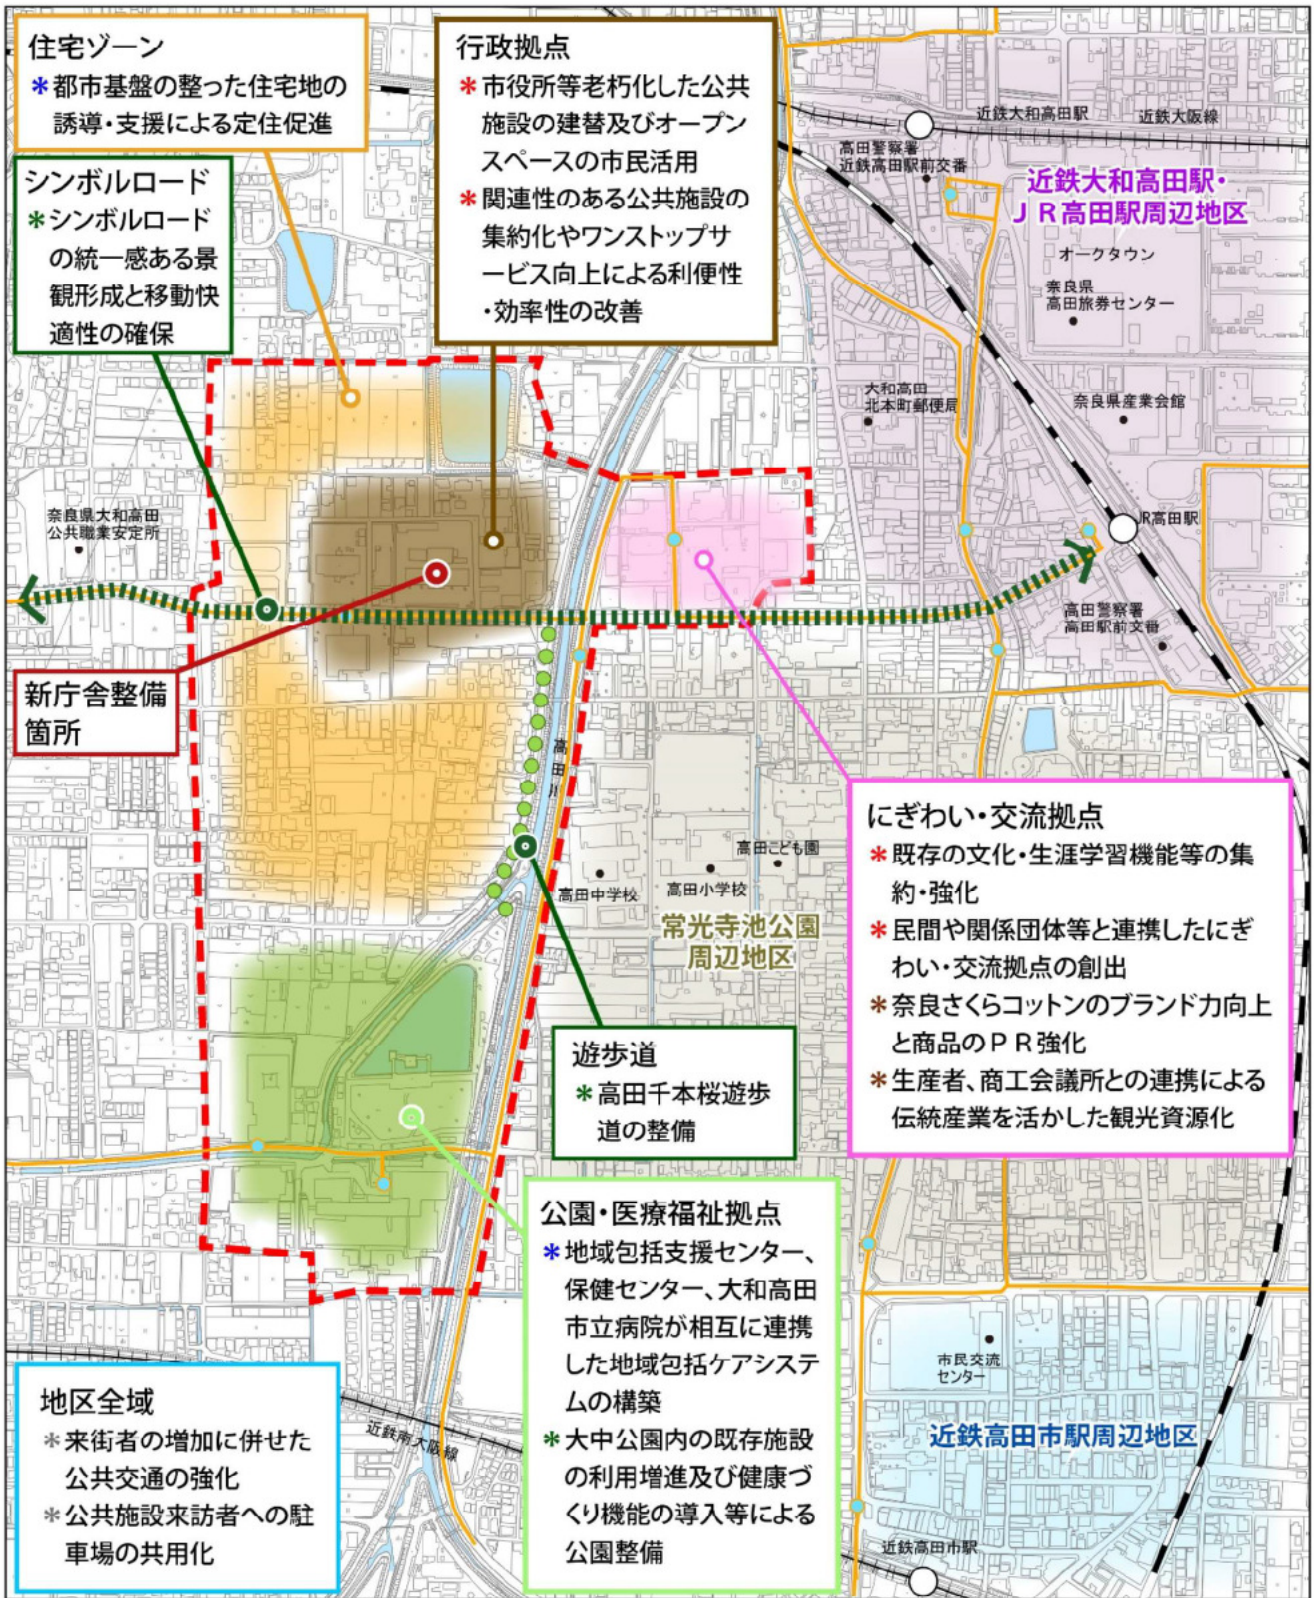 住宅ゾーン
*都市基盤の整った住宅地の
誘導・支援による定住促進
シンボルロード
*シンボルロード
の統一感ある景
観形成と移動快
適性の確保
行政拠点
*市役所等老朽化した公共
施設の建替及びオープン
スペースの市民活用
*関連性のある公共施設の
集約化やワンストップサ
ービス向上による利便性
・効率性の改善
近鉄大和高田駅
近鉄大阪線
高田警察署
近鉄高田駅前交番
近鉄大和高田駅・
JR高田駅周辺地区
オークタウン
奈良県
高田旅券センター
大和高田
北本町郵便局
奈良県産業会館
奈良県大和高田
公共職業安定所
JR高田駅
高田警察署
高田駅前交番
新庁舎整備
箇所
高田川
高田こども園
高田中学校
高田小学校
常光寺池公園
周辺地区
にぎわい・交流拠点
*既存の文化・生涯学習機能等の集
約・強化
*民間や関係団体等と連携したにぎ
わい・交流拠点の創出
*奈良さくらコットンのブランド力向上
と商品のPR強化
*生産者、商工会議所との連携による
伝統産業を活かした観光資源化
遊歩道
*高田千本桜遊歩
道の整備
公園・医療福祉拠点
*地域包括支援センター、
保健センター、大和高田
市立病院が相互に連携
した地域包括ケアシステ
ムの構築
*大中公園内の既存施設
の利用増進及び健康づ
くり機能の導入等による
公園整備
地区全域
*来街者の増加に併せた
公共交通の強化
*公共施設来訪者への駐
車場の共用化
近鉄南大阪線
市民交流
センター
近鉄高田市駅周辺地区
近鉄高田市駅